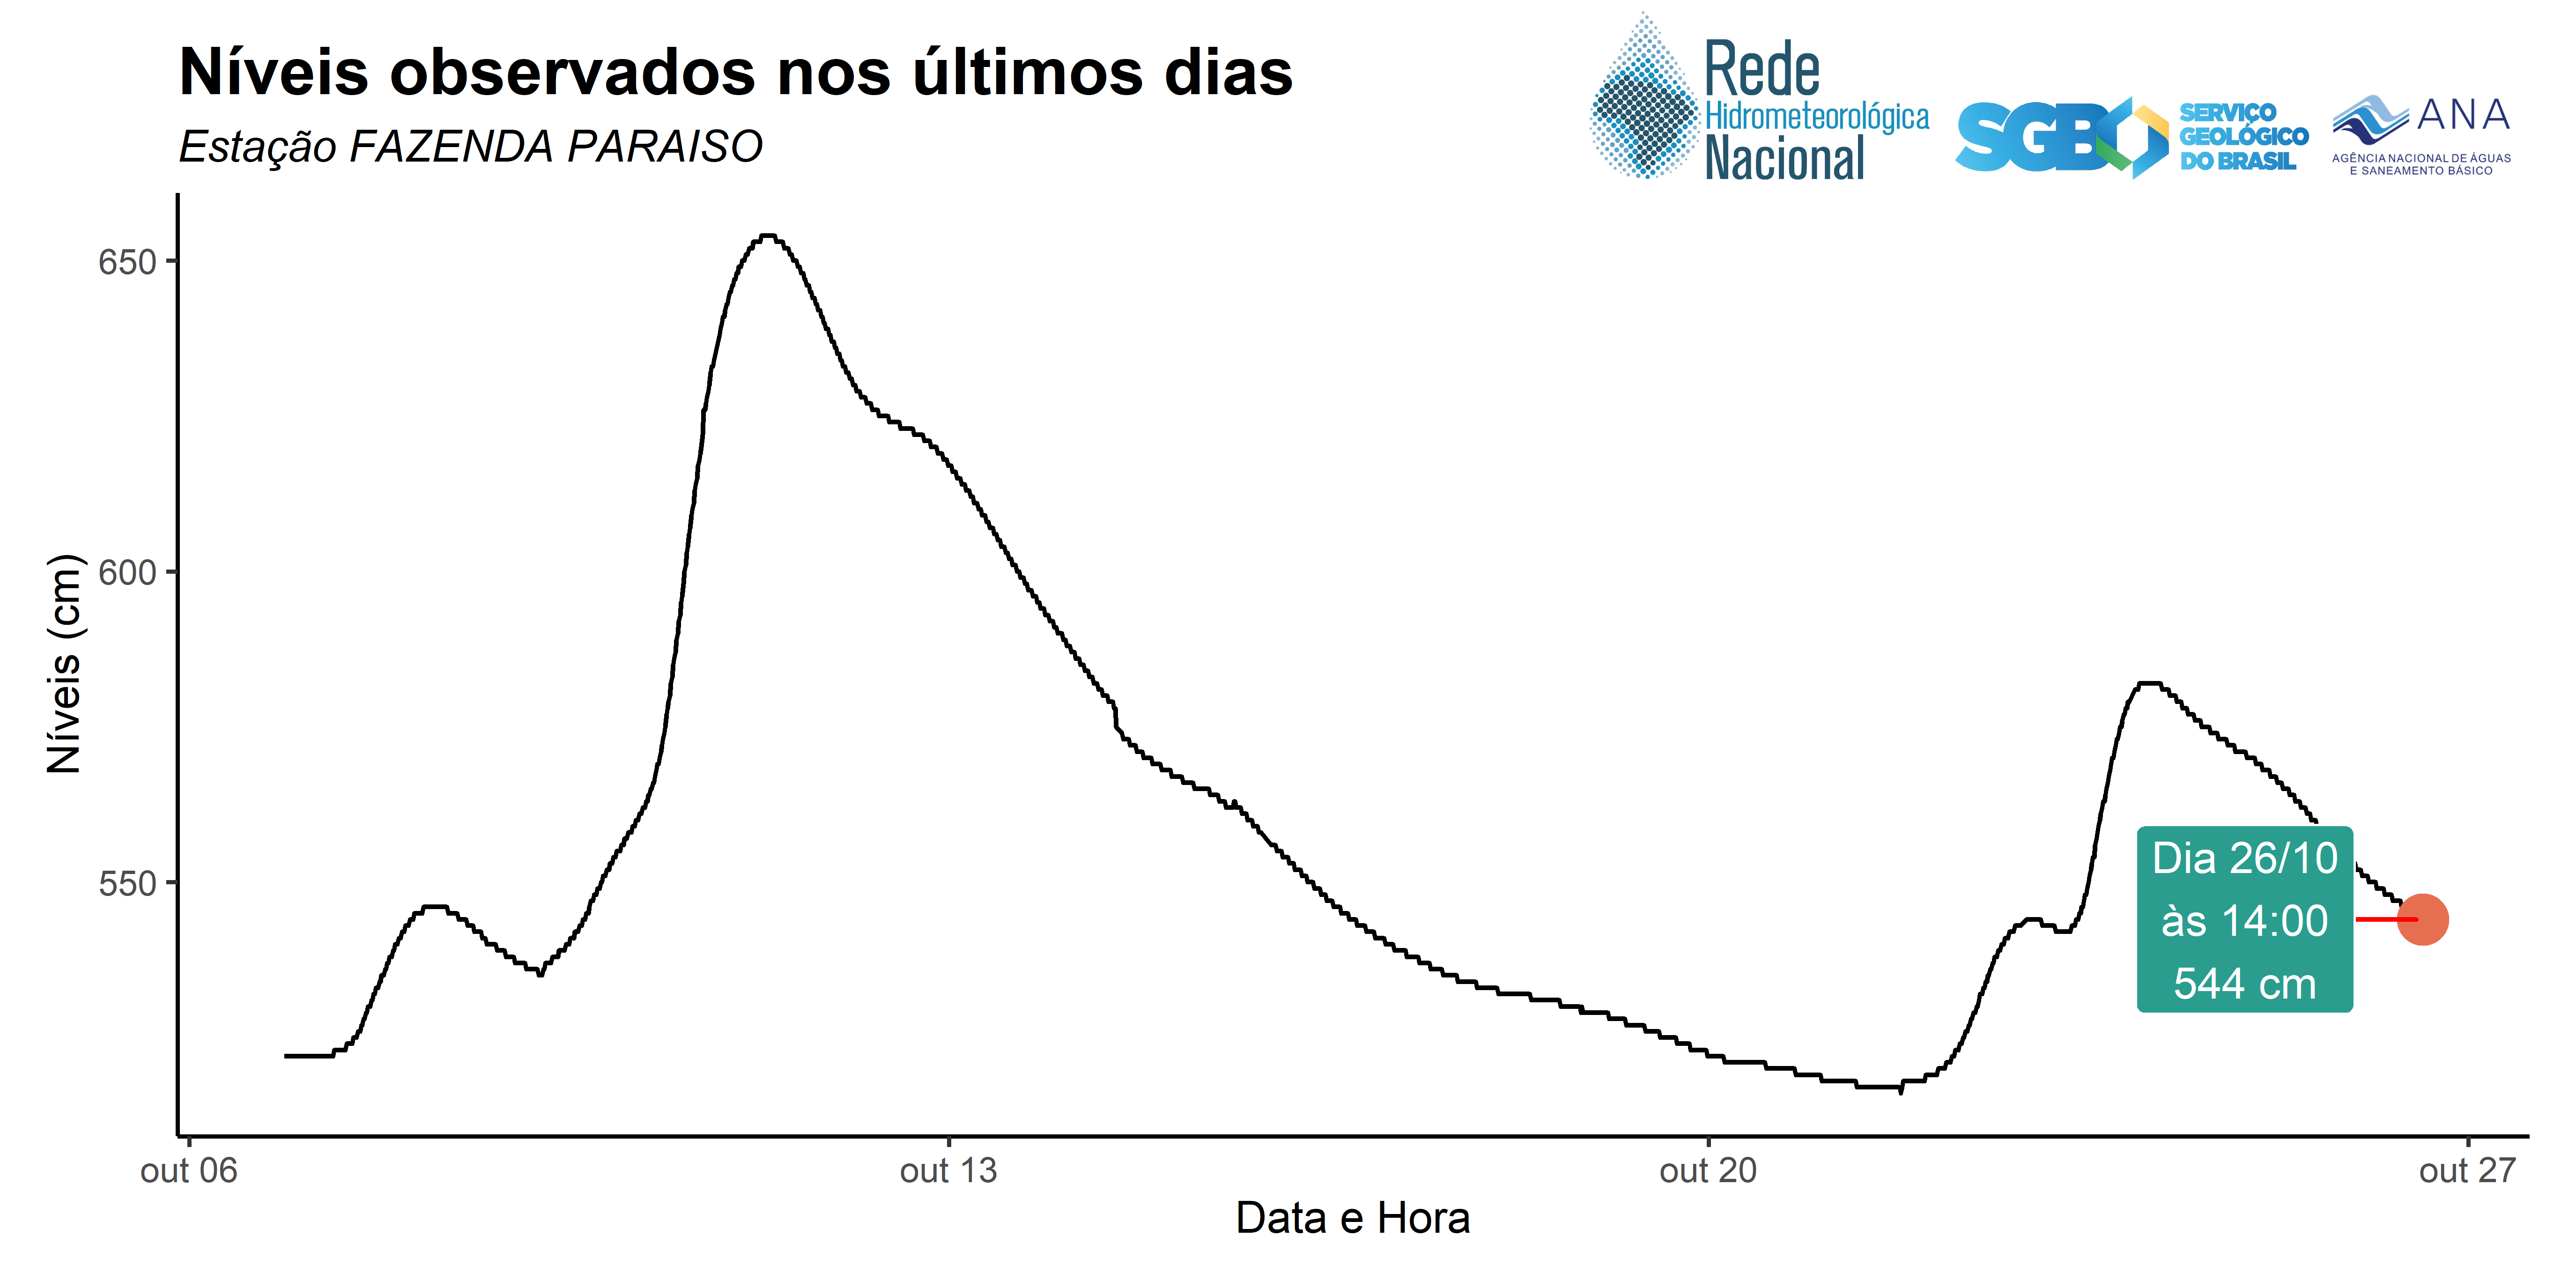 Níveis observados nos últimos dias
Estação FAZENDA PARAISO
Rede
Hidrometeorológica
Nacional
SGB
SERVIÇO
GEOLÓGICO
DO BRASIL
ANA
AGÊNCIA NACIONAL DE ÁGUAS
E SANEAMENTO BÁSICO
Níveis (cm)
650
600
550
Dia 26/10
às 14:00
544 cm
out 06
out 13
out 20
out 27
Data e Hora